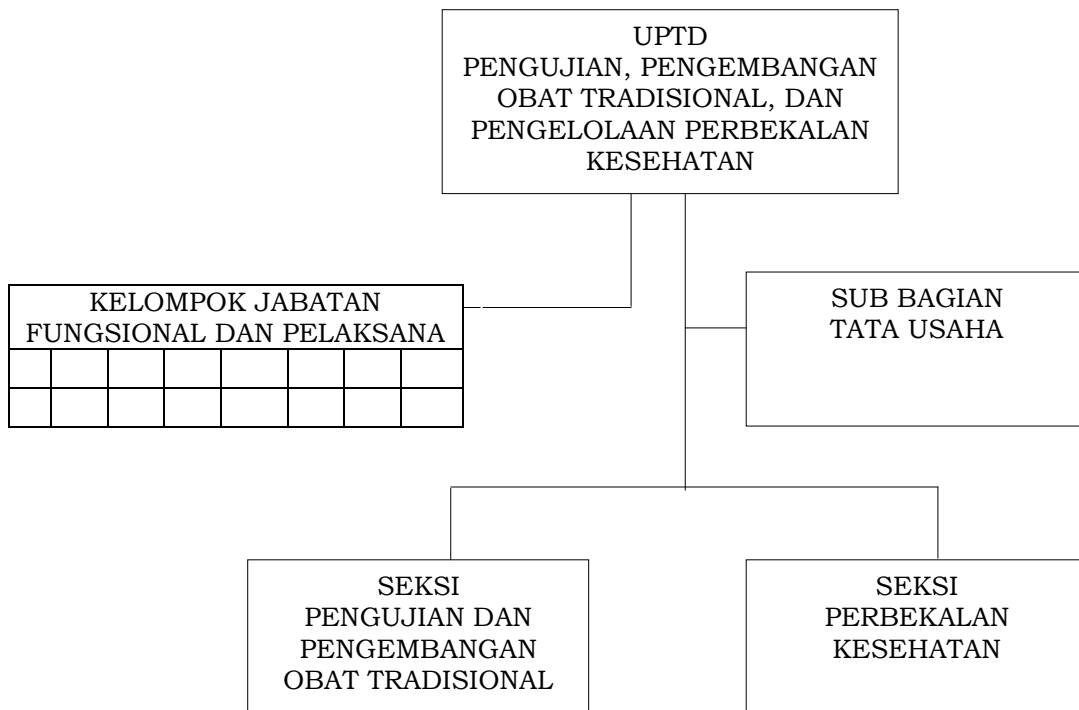 UPTD
PENGUJIAN, PENGEMBANGAN
OBAT TRADISIONAL, DAN
PENGELOLAAN PERBEKALAN
KESEHATAN
KELOMPOK JABATAN
FUNGSIONAL DAN PELAKSANA
SUB BAGIAN
TATA USAHA
SEKSI
PENGUJIAN DAN
PENGEMBANGAN
OBAT TRADISIONAL
SEKSI
PERBEKALAN
KESEHATAN